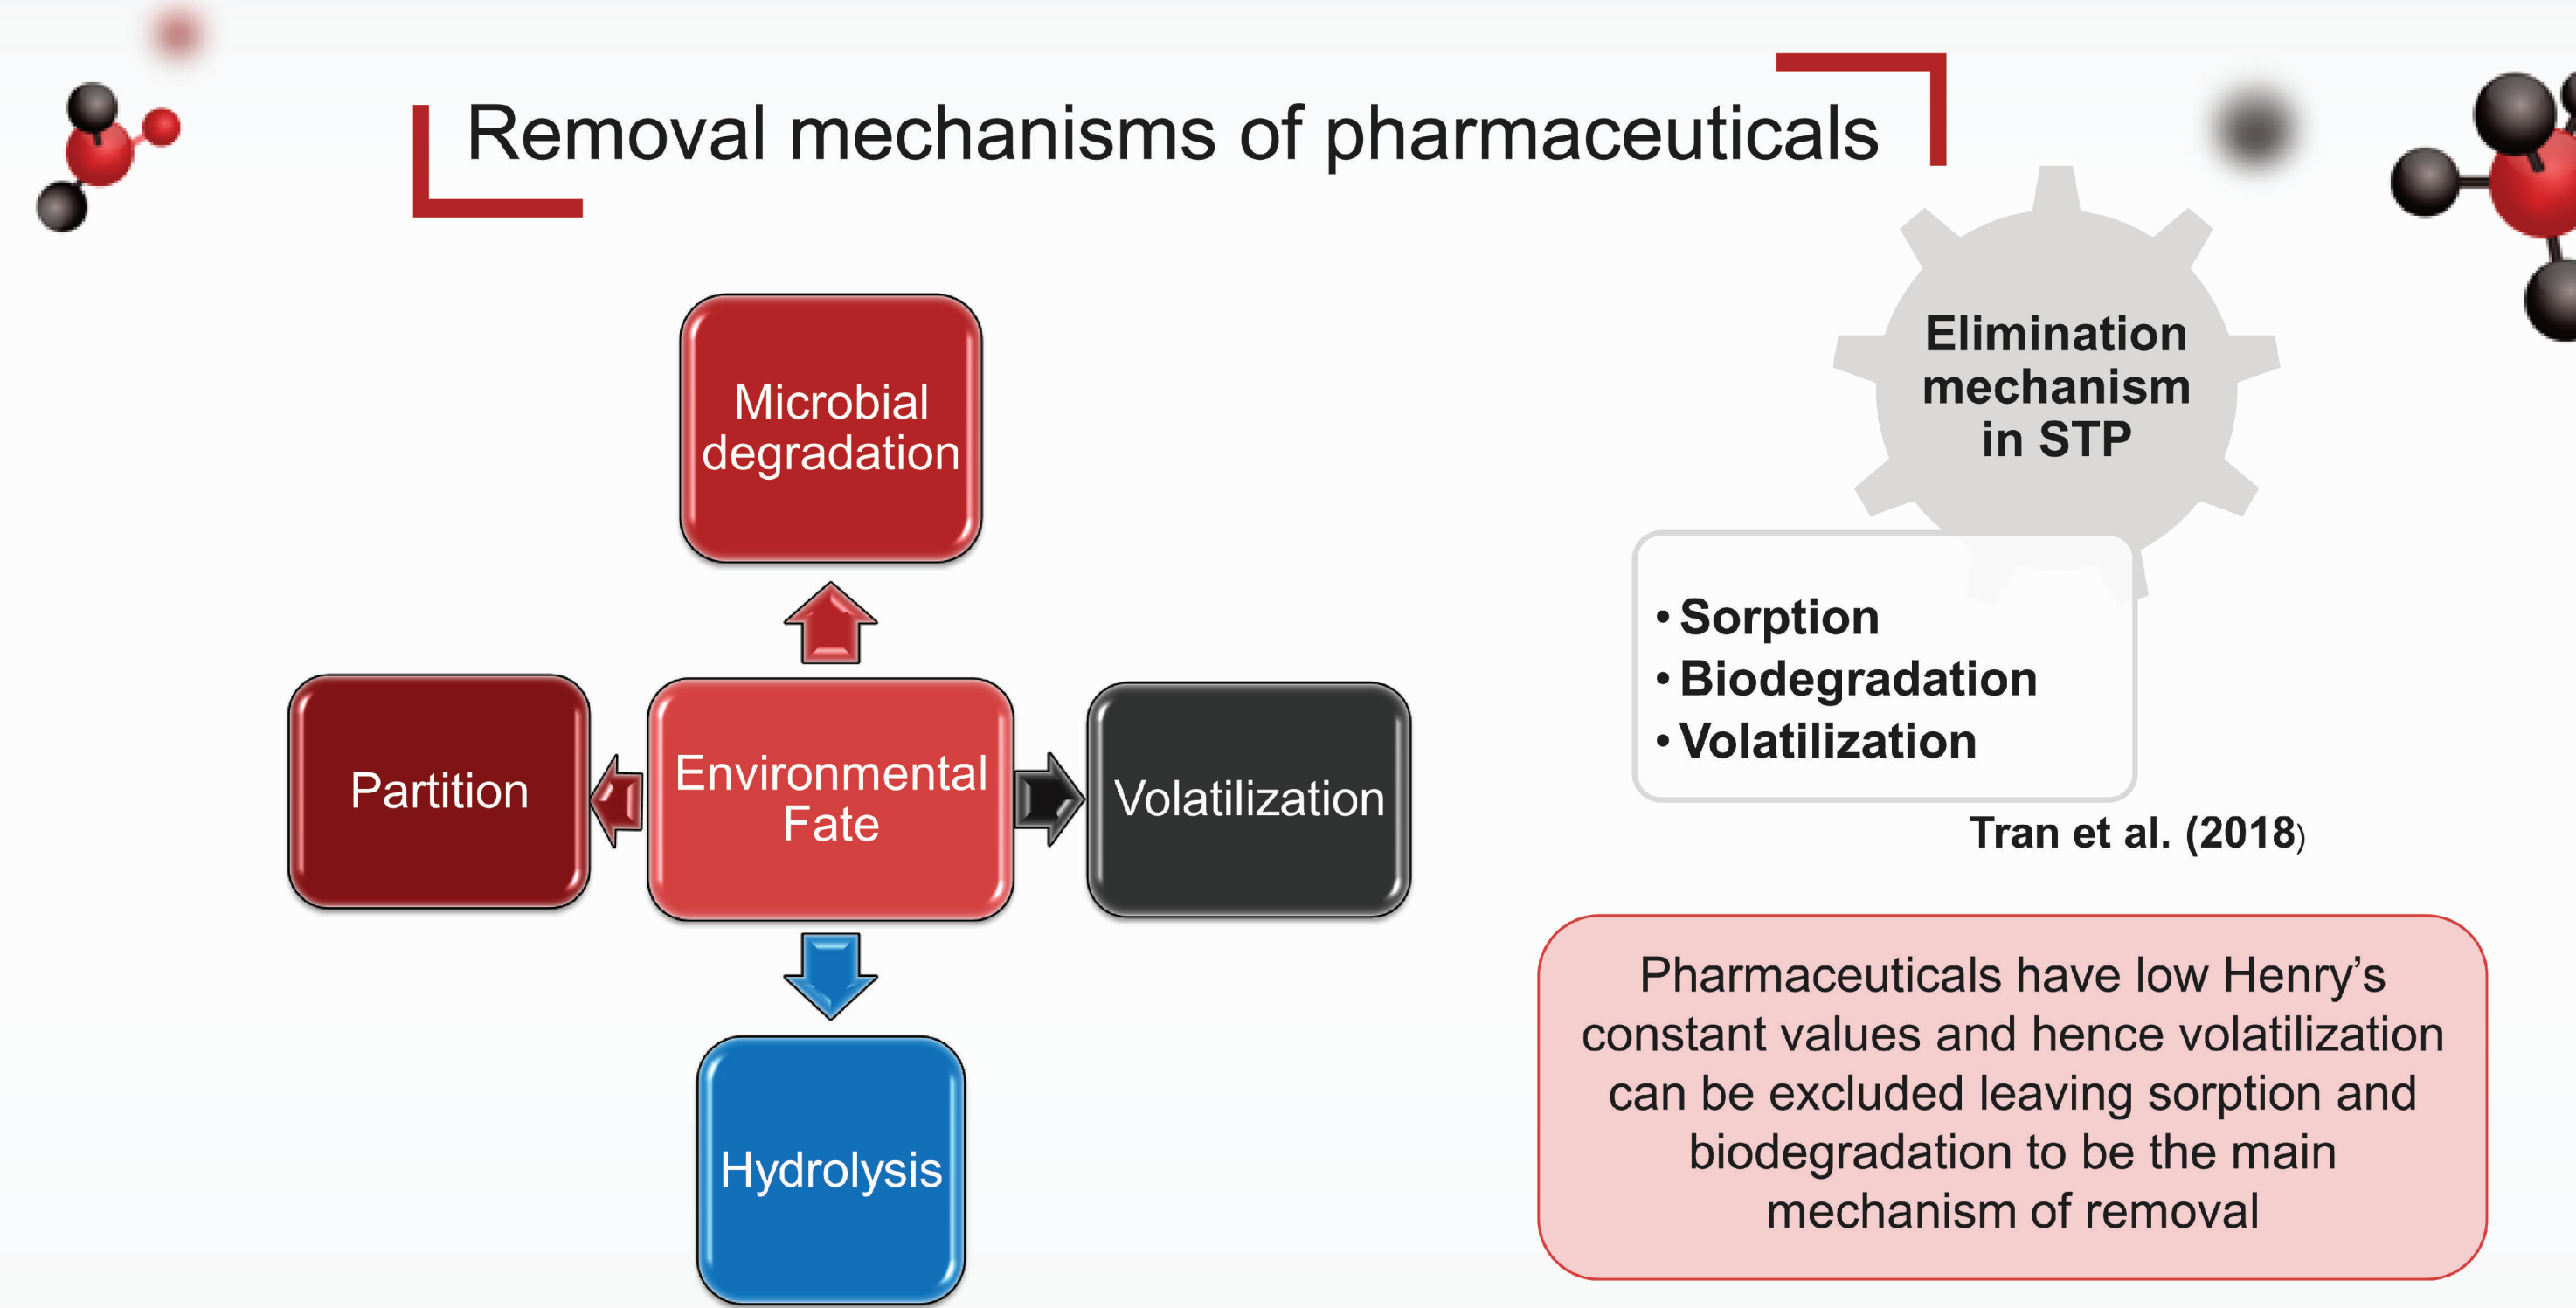 Removal mechanisms of pharmaceuticals
Microbial
degradation
Partition
Environmental
Fate
Volatilization
Hydrolysis
Elimination
mechanism
in STP
• Sorption
• Biodegradation
• Volatilization
Tran et al. (2018)
Pharmaceuticals have low Henry’s
constant values and hence volatilization
can be excluded leaving sorption and
biodegradation to be the main
mechanism of removal